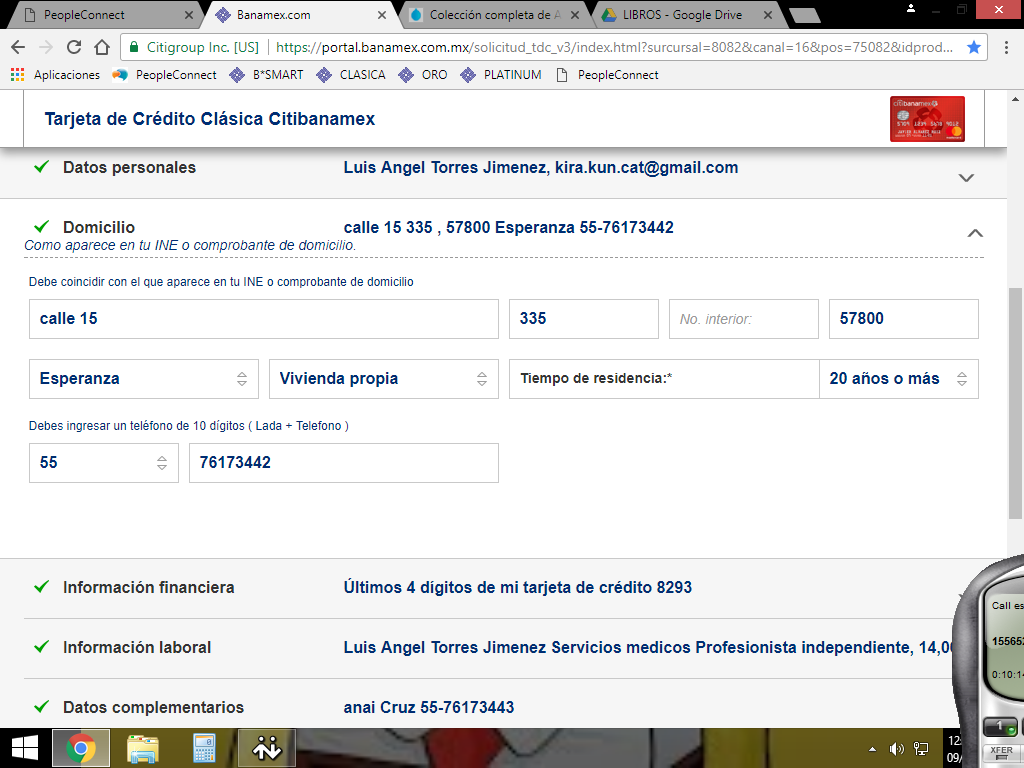 PeopleConnect
Banamex.com
Colección completa de A
LIBROS - Google Drive
Citigroup Inc. [US] https://portal.banamex.com.mx/solicitud_tdc_v3/index.html?surcursal=8082&canal=16&pos=75082&idprod...
Aplicaciones PeopleConnect B*SMART CLASICA ORO PLATINUM PeopleConnect
Tarjeta de Crédito Clásica Citibanamex
citibanamex
Datos personales Luis Angel Torres Jimenez, kira.kun.cat@gmail.com
Domicilio calle 15 335 , 57800 Esperanza 55-76173442
Como aparece en tu INE o comprobante de domicilio.
Debe coincidir con el que aparece en tu INE o comprobante de domicilio
calle 15 335 No. interior: 57800
Esperanza Vivienda propia Tiempo de residencia:* 20 años o más
Debes ingresar un teléfono de 10 dígitos ( Lada + Telefono )
55 76173442
Información financiera Últimos 4 dígitos de mi tarjeta de crédito 8293
Información laboral Luis Angel Torres Jimenez Servicios medicos Profesionista independiente, 14,0
Datos complementarios anai Cruz 55-76173443
Call es
15565
0:10:14
1
XFER
12:
09/